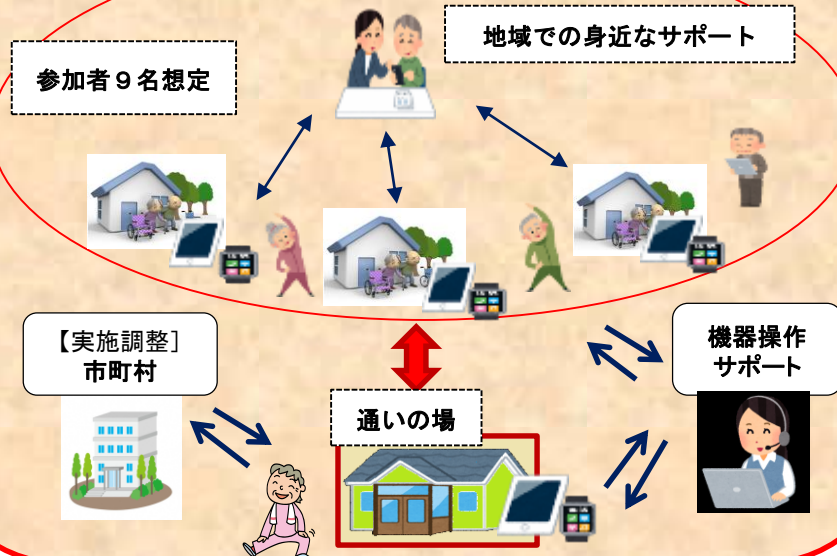 地域での身近なサポート
参加者９名想定
【実施調整］
市町村
機器操作
サポート
通いの場